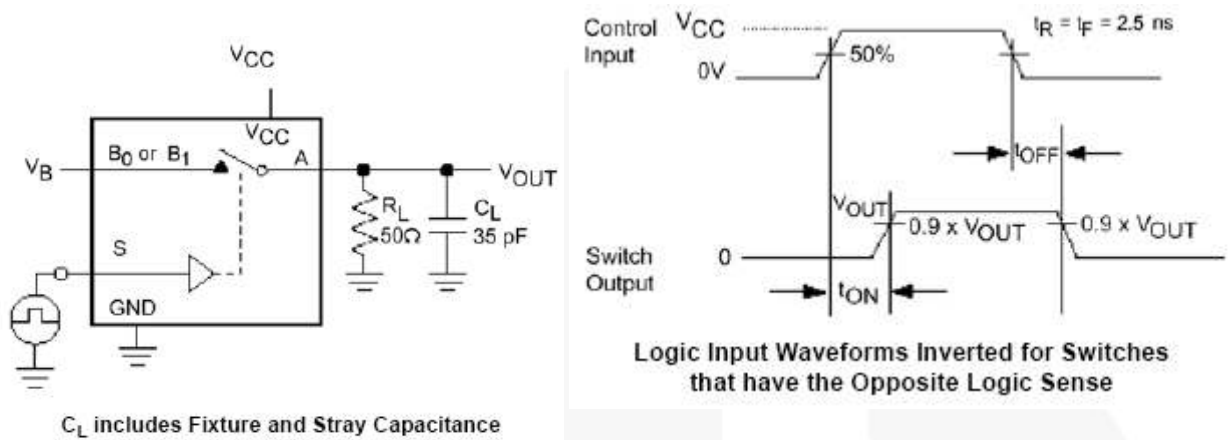 VCC
VCC
VB
B0 or B1
A
VOUT
RL
50Ω
CL
35 pF
S
GND
CL includes Fixture and Stray Capacitance
Control
Input
VCC
0V
50%
tR = tF = 2.5 ns
tOFF
VOUT
0.9 x VOUT
0.9 x VOUT
Switch
Output
0
tON
Logic Input Waveforms Inverted for Switches
that have the Opposite Logic Sense